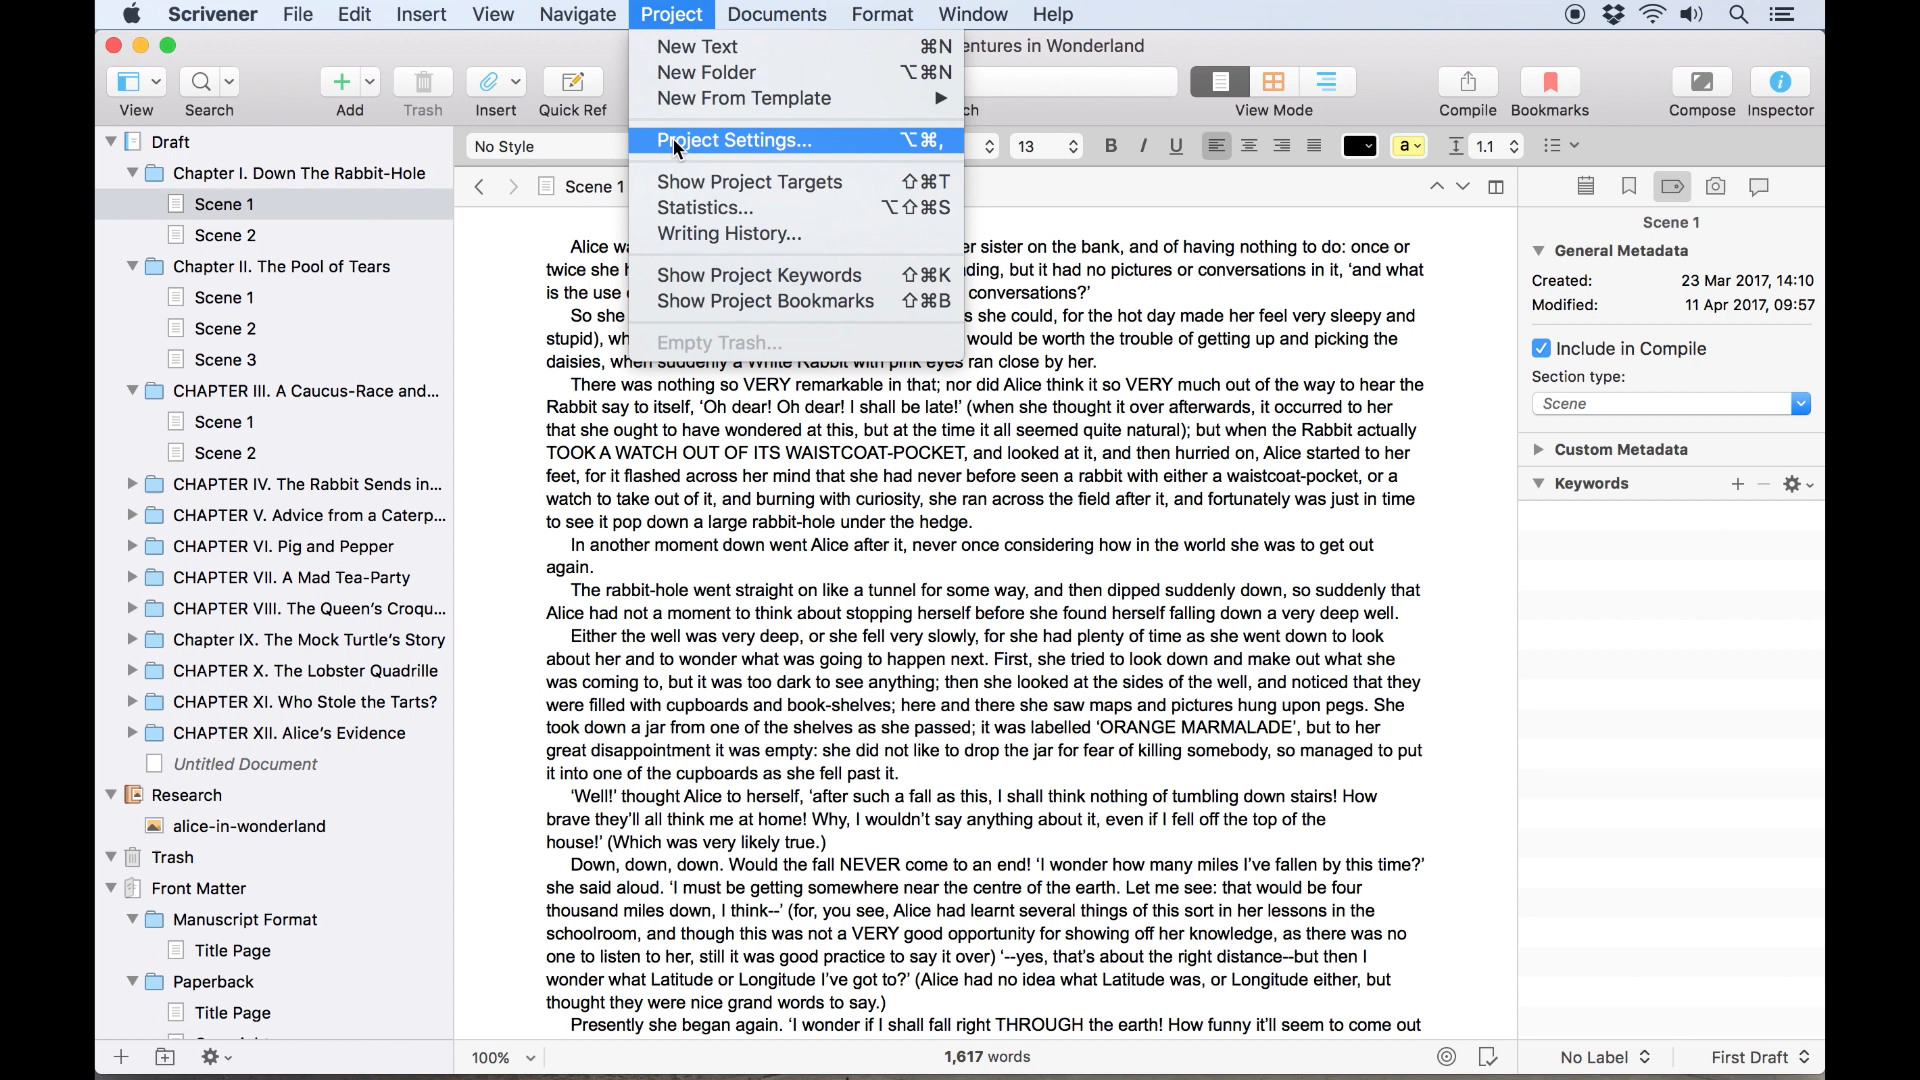 Scrivener File Edit Insert View Navigate Project Documents Format Window Help
New Text ⌘N
New Folder ⌥⌘N
New From Template ▶
Project Settings... ⌥⌘,
Show Project Targets ⇧⌘T
Statistics... ⌥⇧⌘S
Writing History...
Show Project Keywords ⇧⌘K
Show Project Bookmarks ⇧⌘B
Empty Trash...
entures in Wonderland
View Search Add Trash Insert Quick Ref ch View Mode Compile Bookmarks Compose Inspector
No Style 13 B I U a 1.1
Draft
Chapter I. Down The Rabbit-Hole
Scene 1
Scene 2
Chapter II. The Pool of Tears
Scene 1
Scene 2
Scene 3
CHAPTER III. A Caucus-Race and...
Scene 1
Scene 2
CHAPTER IV. The Rabbit Sends in...
CHAPTER V. Advice from a Caterp...
CHAPTER VI. Pig and Pepper
CHAPTER VII. A Mad Tea-Party
CHAPTER VIII. The Queen's Croqu...
Chapter IX. The Mock Turtle's Story
CHAPTER X. The Lobster Quadrille
CHAPTER XI. Who Stole the Tarts?
CHAPTER XII. Alice's Evidence
Untitled Document
Research
alice-in-wonderland
Trash
Front Matter
Manuscript Format
Title Page
Paperback
Title Page
Scene 1
Alice wa er sister on the bank, and of having nothing to do: once or
twice she h ding, but it had no pictures or conversations in it, ‘and what
is the use conversations?’
So she s she could, for the hot day made her feel very sleepy and
stupid), wh would be worth the trouble of getting up and picking the
daisies, when suddenly a White Rabbit with pink eyes ran close by her.
There was nothing so VERY remarkable in that; nor did Alice think it so VERY much out of the way to hear the
Rabbit say to itself, ‘Oh dear! Oh dear! I shall be late!’ (when she thought it over afterwards, it occurred to her
that she ought to have wondered at this, but at the time it all seemed quite natural); but when the Rabbit actually
TOOK A WATCH OUT OF ITS WAISTCOAT-POCKET, and looked at it, and then hurried on, Alice started to her
feet, for it flashed across her mind that she had never before seen a rabbit with either a waistcoat-pocket, or a
watch to take out of it, and burning with curiosity, she ran across the field after it, and fortunately was just in time
to see it pop down a large rabbit-hole under the hedge.
In another moment down went Alice after it, never once considering how in the world she was to get out
again.
The rabbit-hole went straight on like a tunnel for some way, and then dipped suddenly down, so suddenly that
Alice had not a moment to think about stopping herself before she found herself falling down a very deep well.
Either the well was very deep, or she fell very slowly, for she had plenty of time as she went down to look
about her and to wonder what was going to happen next. First, she tried to look down and make out what she
was coming to, but it was too dark to see anything; then she looked at the sides of the well, and noticed that they
were filled with cupboards and book-shelves; here and there she saw maps and pictures hung upon pegs. She
took down a jar from one of the shelves as she passed; it was labelled ‘ORANGE MARMALADE’, but to her
great disappointment it was empty: she did not like to drop the jar for fear of killing somebody, so managed to put
it into one of the cupboards as she fell past it.
‘Well!’ thought Alice to herself, ‘after such a fall as this, I shall think nothing of tumbling down stairs! How
brave they’ll all think me at home! Why, I wouldn’t say anything about it, even if I fell off the top of the
house!’ (Which was very likely true.)
Down, down, down. Would the fall NEVER come to an end! ‘I wonder how many miles I’ve fallen by this time?’
she said aloud. ‘I must be getting somewhere near the centre of the earth. Let me see: that would be four
thousand miles down, I think--’ (for, you see, Alice had learnt several things of this sort in her lessons in the
schoolroom, and though this was not a VERY good opportunity for showing off her knowledge, as there was no
one to listen to her, still it was good practice to say it over) ‘--yes, that’s about the right distance--but then I
wonder what Latitude or Longitude I’ve got to?’ (Alice had no idea what Latitude was, or Longitude either, but
thought they were nice grand words to say.)
Presently she began again. ‘I wonder if I shall fall right THROUGH the earth! How funny it’ll seem to come out
100% 1,617 words
Scene 1
General Metadata
Created: 23 Mar 2017, 14:10
Modified: 11 Apr 2017, 09:57
Include in Compile
Section type:
Scene
Custom Metadata
Keywords
No Label First Draft